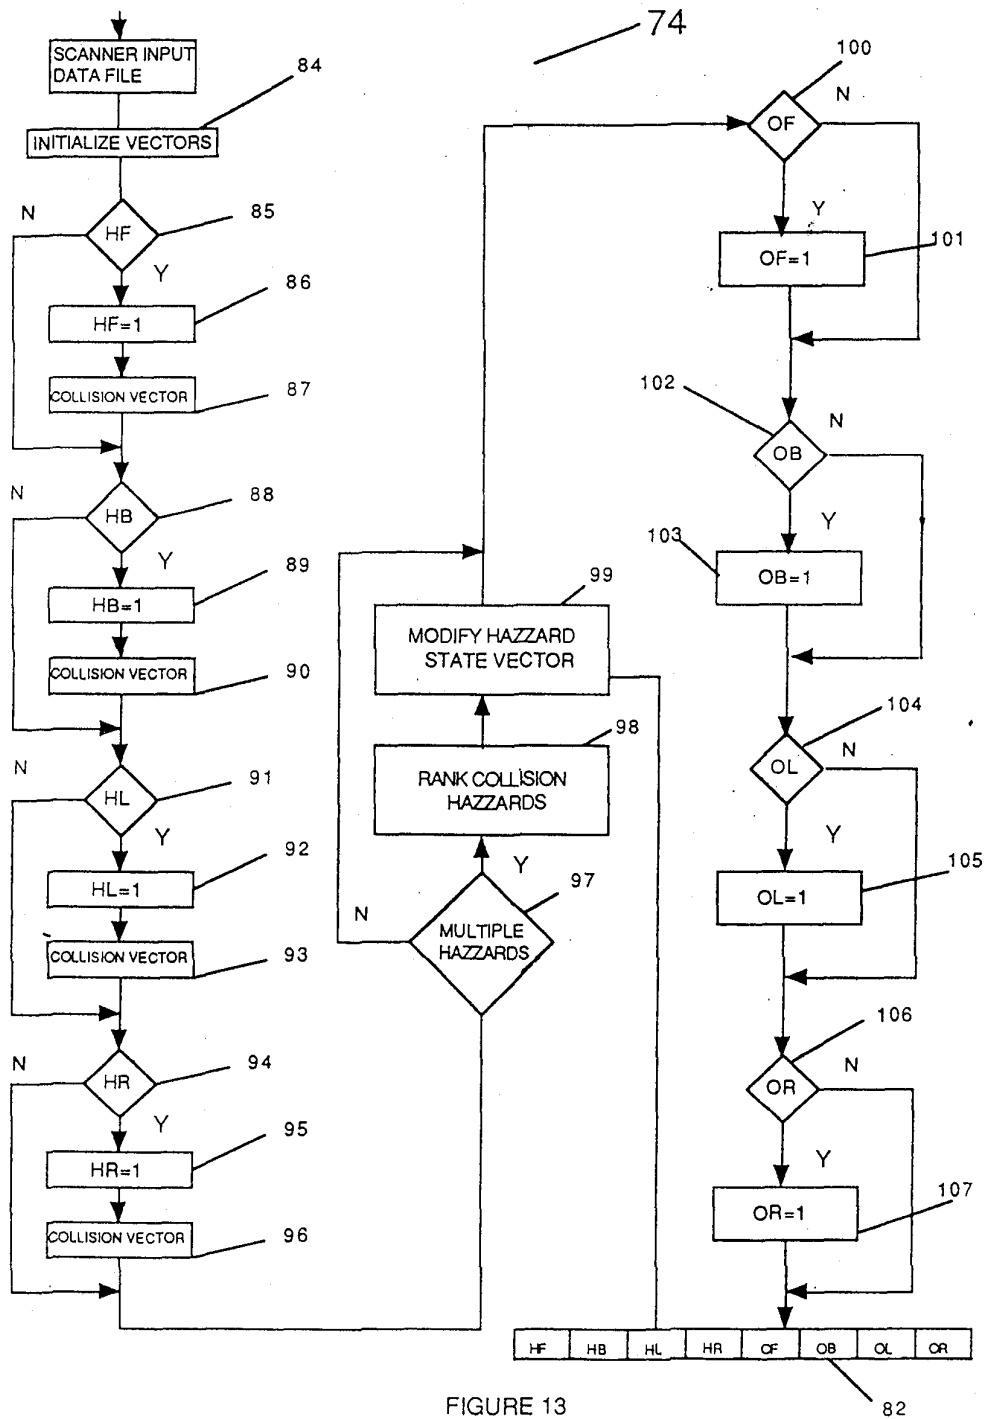 74
SCANNER INPUT
DATA FILE
84
INITIALIZE VECTORS
N
HF
85
Y
86
HF=1
COLLISION VECTOR
87
N
HB
88
Y
89
HB=1
COLLISION VECTOR
90
N
HL
91
Y
92
HL=1
COLLISION VECTOR
93
N
HR
94
Y
95
HR=1
COLLISION VECTOR
96
99
MODIFY HAZZARD
STATE VECTOR
98
RANK COLLISION
HAZZARDS
Y
97
N
MULTIPLE
HAZZARDS
100
N
OF
Y
101
OF=1
102
N
OB
Y
103
OB=1
104
N
OL
Y
105
OL=1
106
N
OR
Y
107
OR=1
HF HB HL HR OF OB OL OR
82
FIGURE 13